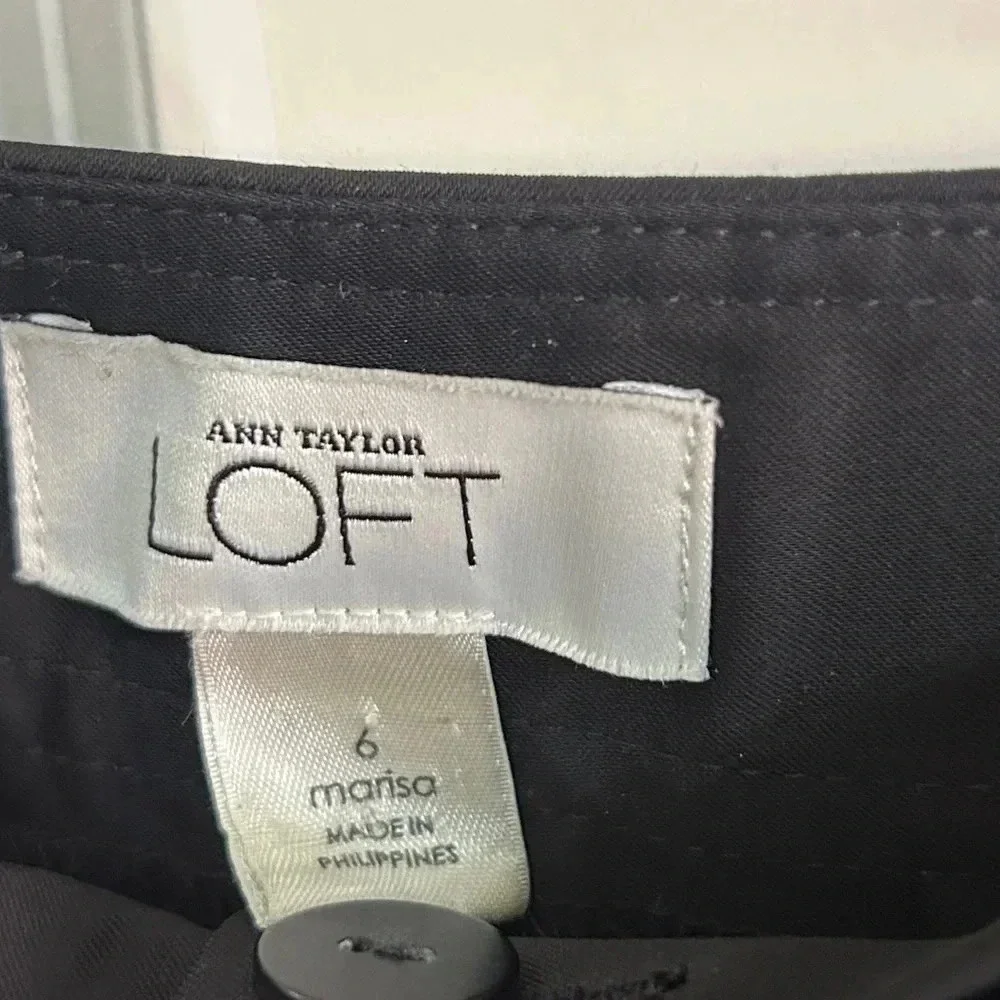 ANN TAYLOR
LOFT
6
marisa
MADE IN
PHILIPPINES